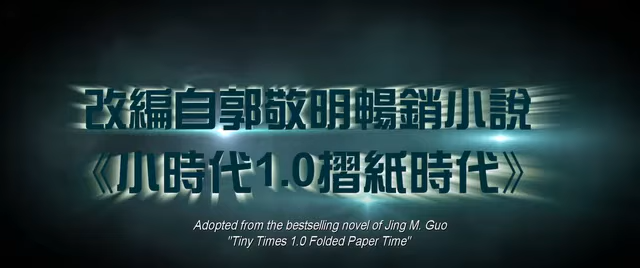 改編自郭敬明暢銷小說
《小時代1.0摺紙時代》
Adopted from the bestselling novel of Jing M. Guo
"Tiny Times 1.0 Folded Paper Time"